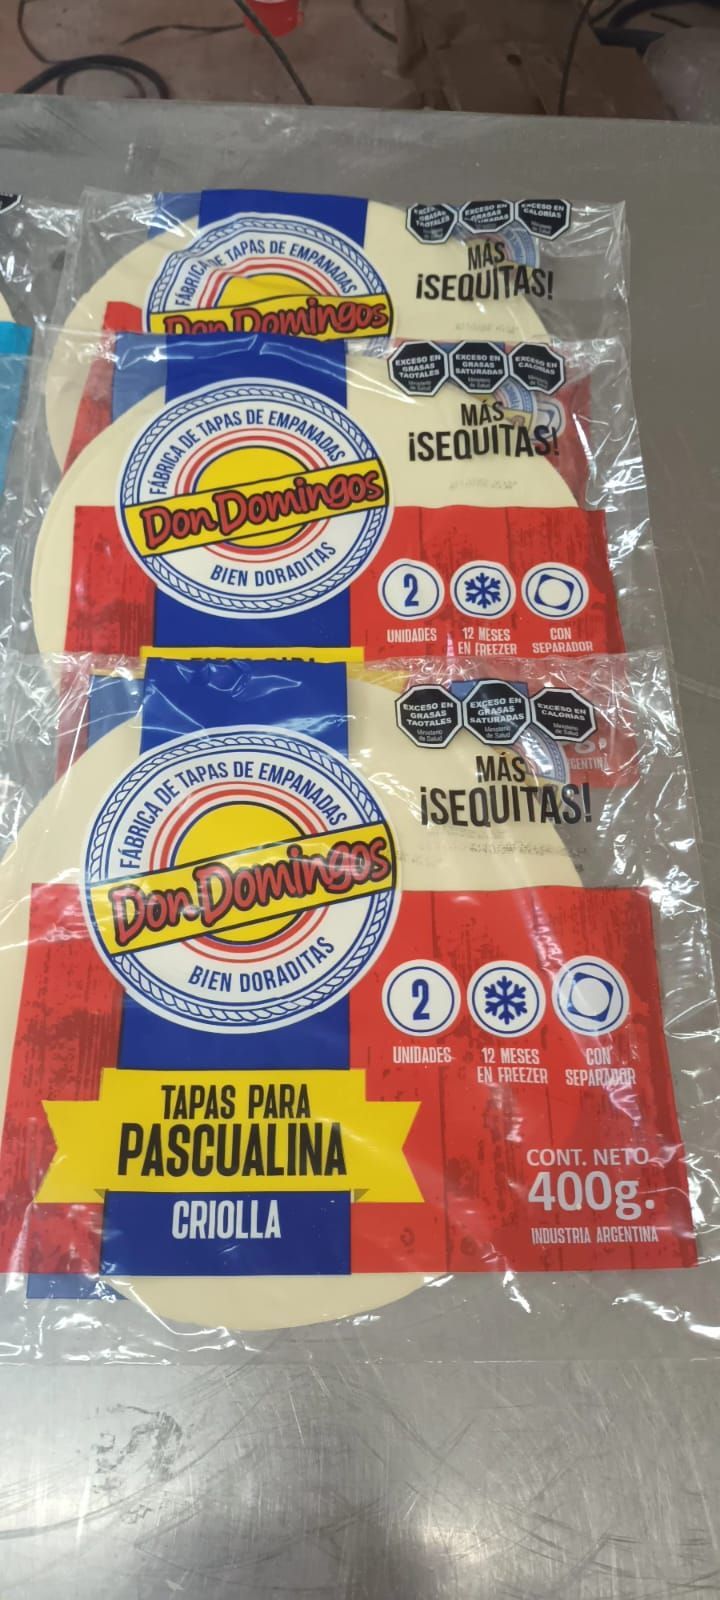 EXCESO EN GRASAS TAOTALES
EXCESO EN GRASAS SATURADAS
EXCESO EN CALORÍAS
MÁS
¡SEQUITAS!
FÁBRICA DE TAPAS DE EMPANADAS
Don Domingos
EXCESO EN GRASAS TAOTALES Ministerio de Salud
EXCESO EN GRASAS SATURADAS Ministerio de Salud
EXCESO EN CALORÍAS Ministerio de Salud
MÁS
¡SEQUITAS!
FÁBRICA DE TAPAS DE EMPANADAS
Don Domingos
BIEN DORADITAS
2
UNIDADES
12 MESES
EN FREEZER
CON
SEPARADOR
EXCESO EN GRASAS TAOTALES Ministerio de Salud
EXCESO EN GRASAS SATURADAS Ministerio de Salud
EXCESO EN CALORÍAS Ministerio de Salud
MÁS
¡SEQUITAS!
FÁBRICA DE TAPAS DE EMPANADAS
Don Domingos
BIEN DORADITAS
2
UNIDADES
12 MESES
EN FREEZER
CON
SEPARADOR
TAPAS PARA
PASCUALINA
CRIOLLA
CONT. NETO
400g.
INDUSTRIA ARGENTINA